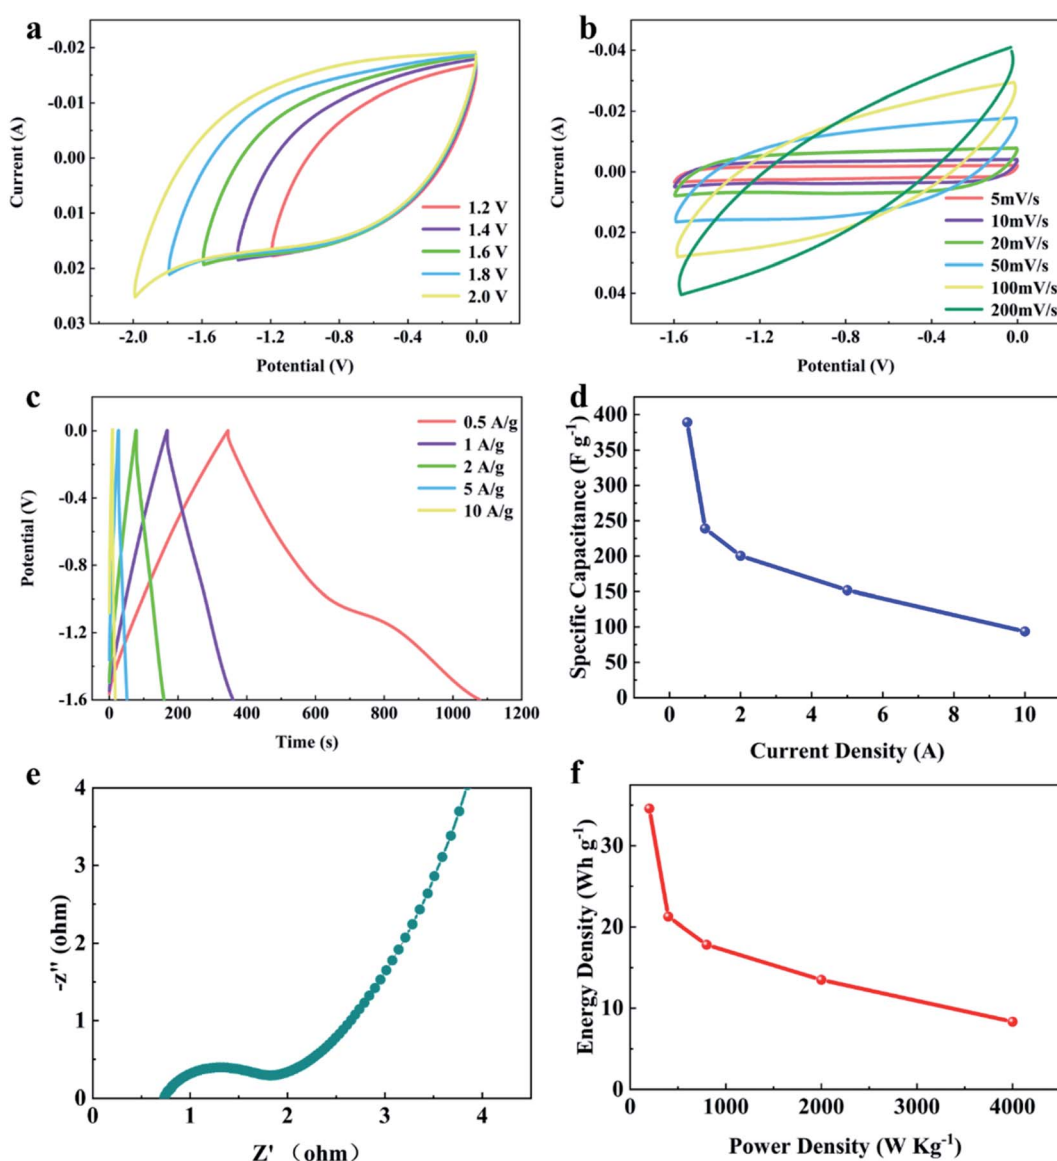 a
-0.02
-0.01
0.00
0.01
0.02
0.03
Current (A)
1.2 V
1.4 V
1.6 V
1.8 V
2.0 V
-2.0 -1.6 -1.2 -0.8 -0.4 0.0
Potential (V)
b
-0.04
-0.02
0.00
0.02
0.04
Current (A)
5mV/s
10mV/s
20mV/s
50mV/s
100mV/s
200mV/s
-1.6 -1.2 -0.8 -0.4 0.0
Potential (V)
c
0.0
-0.4
-0.8
-1.2
-1.6
Potential (V)
0.5 A/g
1 A/g
2 A/g
5 A/g
10 A/g
0 200 400 600 800 1000 1200
Time (s)
d
400
350
300
250
200
150
100
50
0
Specific Capacitance (F g-1)
0 2 4 6 8 10
Current Density (A)
e
4
3
2
1
0
-z'' (ohm)
0 1 2 3 4
Z' （ohm）
f
30
20
10
0
Energy Density (Wh g-1)
0 1000 2000 3000 4000
Power Density (W Kg-1)